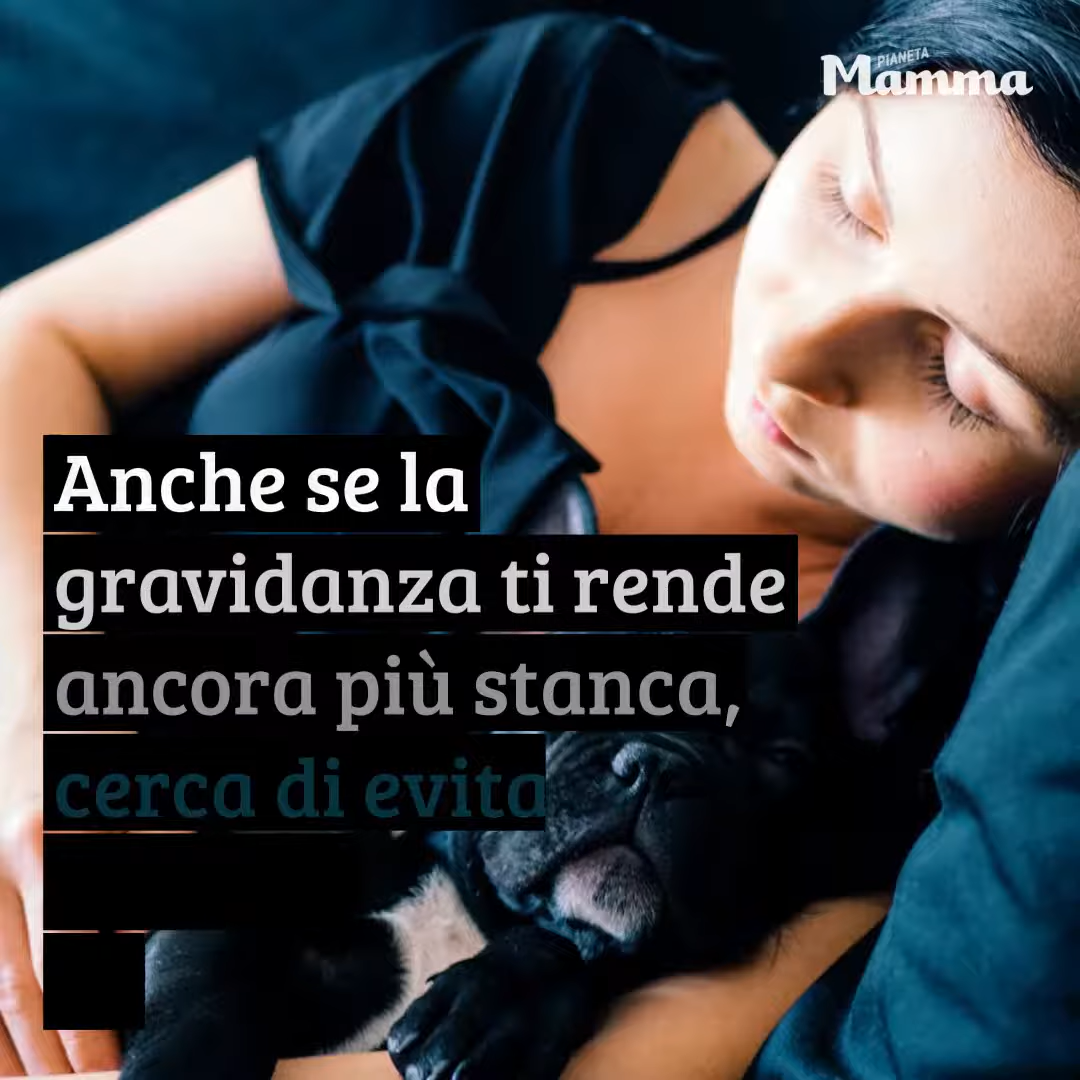 PIANETA
Mamma
Anche se la
gravidanza ti rende
ancora più stanca,
cerca di evita